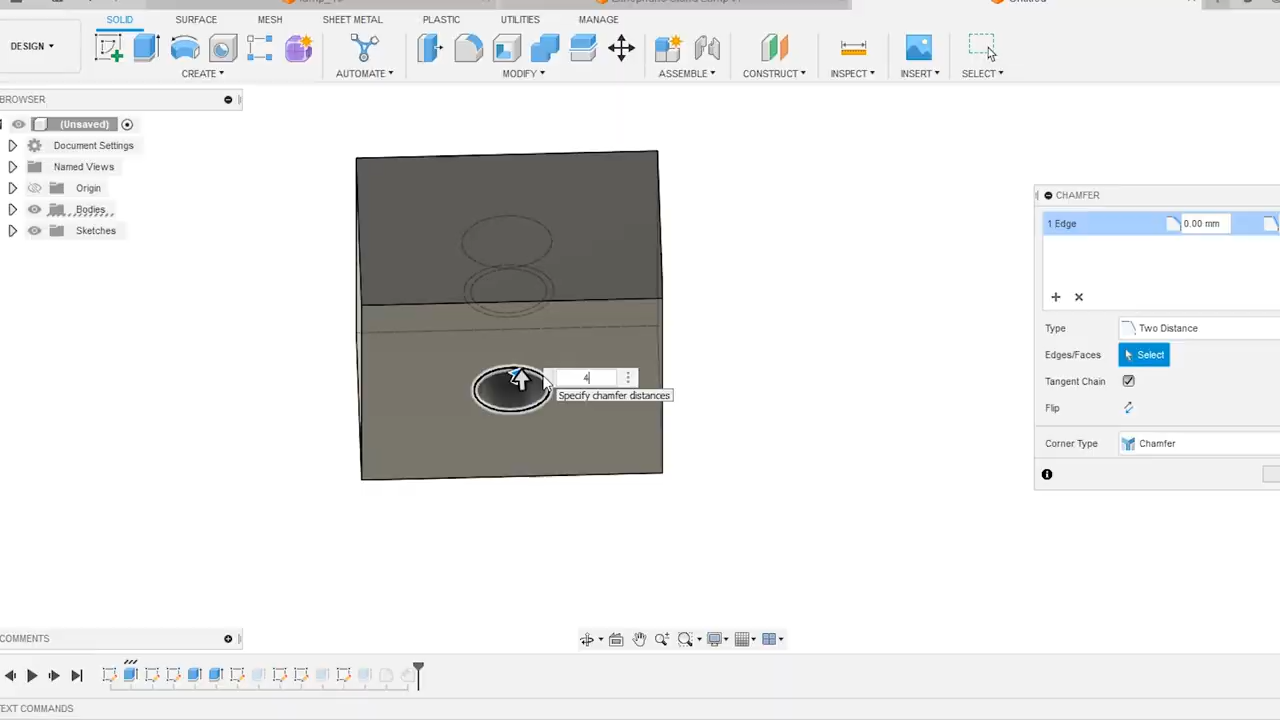 Untitled
SOLID SURFACE MESH SHEET METAL PLASTIC UTILITIES MANAGE
DESIGN
CREATE AUTOMATE MODIFY ASSEMBLE CONSTRUCT INSPECT INSERT SELECT
BROWSER
(Unsaved)
Document Settings
Named Views
Origin
Bodies
Sketches
CHAMFER
1 Edge 0.00 mm
Type Two Distance
Edges/Faces Select
Tangent Chain
Flip
Corner Type Chamfer
4
Specify chamfer distances
COMMENTS
TEXT COMMANDS